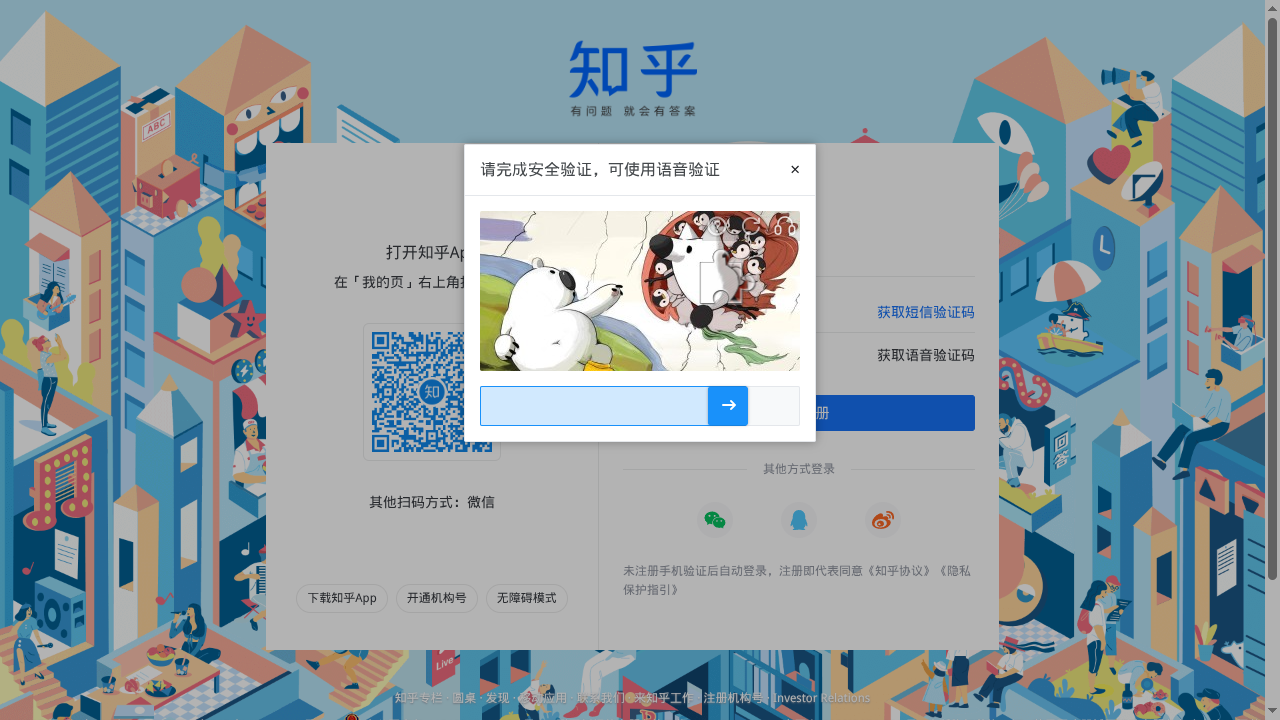 知乎
有问题 就会有答案
ABC
请完成安全验证，可使用语音验证
×
打开知乎Ap
在「我的页」右上角
获取短信验证码
获取语音验证码
知
册
回答
其他方式登录
其他扫码方式：微信
未注册手机验证后自动登录，注册即代表同意《知乎协议》《隐私
保护指引》
下载知乎App
开通机构号
无障碍模式
Live
知乎专栏 · 圆桌 · 发现 · 移动应用 · 联系我们 · 来知乎工作 · 注册机构号 · Investor Relations